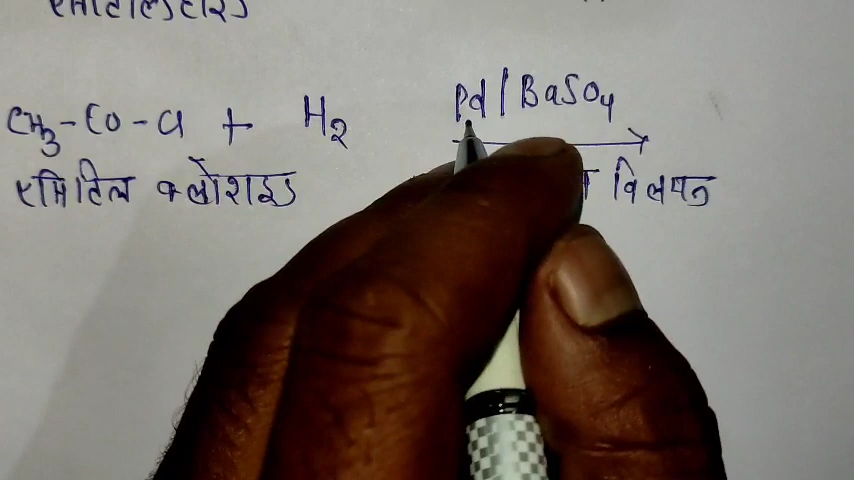 CH3-CO-Cl + H2 Pd/BaSO4
एसिटिल क्लोराइड विलयन